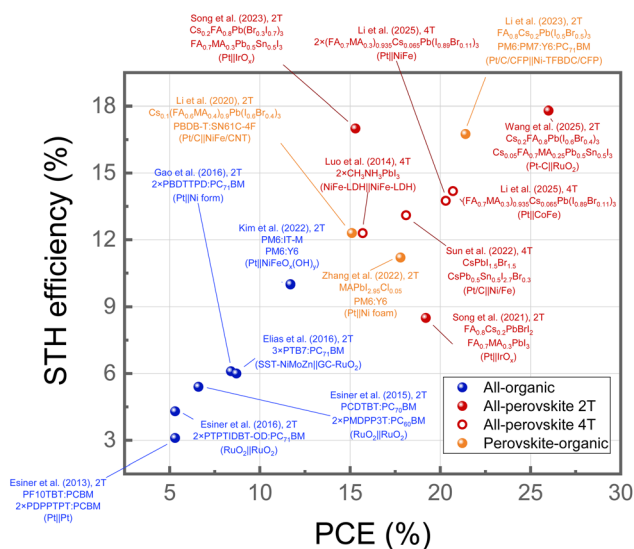 Song et al. (2023), 2T
Cs0.2FA0.8Pb(Br0.3I0.7)3
FA0.7MA0.3Pb0.5Sn0.5I3
(Pt||IrOx)
Li et al. (2025), 4T
2×(FA0.7MA0.3)0.935Cs0.065Pb(I0.89Br0.11)3
(Pt||NiFe)
Li et al. (2023), 2T
FA0.8Cs0.2Pb(I0.5Br0.5)3
PM6:PM7:Y6:PC71BM
(Pt/C/CFP||Ni-TFBDC/CFP)
Li et al. (2020), 2T
Cs0.1(FA0.6MA0.4)0.9Pb(I0.6Br0.4)3
PBDB-T:SN61C-4F
(Pt/C||NiFe/CNT)
Wang et al. (2025), 2T
Cs0.2FA0.8Pb(I0.6Br0.4)3
Cs0.05FA0.7MA0.25Pb0.5Sn0.5I3
(Pt-C||RuO2)
Gao et al. (2016), 2T
2×PBDTTPD:PC71BM
(Pt||Ni form)
Luo et al. (2014), 4T
2×CH3NH3PbI3
(NiFe-LDH||NiFe-LDH)
Li et al. (2025), 4T
(FA0.7MA0.3)0.935Cs0.065Pb(I0.89Br0.11)3
(Pt||CoFe)
Kim et al. (2022), 2T
PM6:IT-M
PM6:Y6
(Pt||NiFeOx(OH)y)
Sun et al. (2022), 4T
CsPbI1.5Br1.5
CsPb0.5Sn0.5I2.7Br0.3
(Pt/C||Ni/Fe)
Zhang et al. (2022), 2T
MAPbI2.95Cl0.05
PM6:Y6
(Pt||Ni foam)
Song et al. (2021), 2T
FA0.8Cs0.2PbBrI2
FA0.7MA0.3PbI3
(Pt||IrOx)
Elias et al. (2016), 2T
3×PTB7:PC71BM
(SST-NiMoZn||GC-RuO2)
Esiner et al. (2015), 2T
PCDTBT:PC70BM
2×PMDPP3T:PC60BM
(RuO2||RuO2)
Esiner et al. (2016), 2T
2×PTPTIDBT-OD:PC71BM
(RuO2||RuO2)
Esiner et al. (2013), 2T
PF10TBT:PCBM
2×PDPPTPT:PCBM
(Pt||Pt)
All-organic
All-perovskite 2T
All-perovskite 4T
Perovskite-organic
STH efficiency (%)
18
15
12
9
6
3
5 10 15 20 25 30
PCE (%)